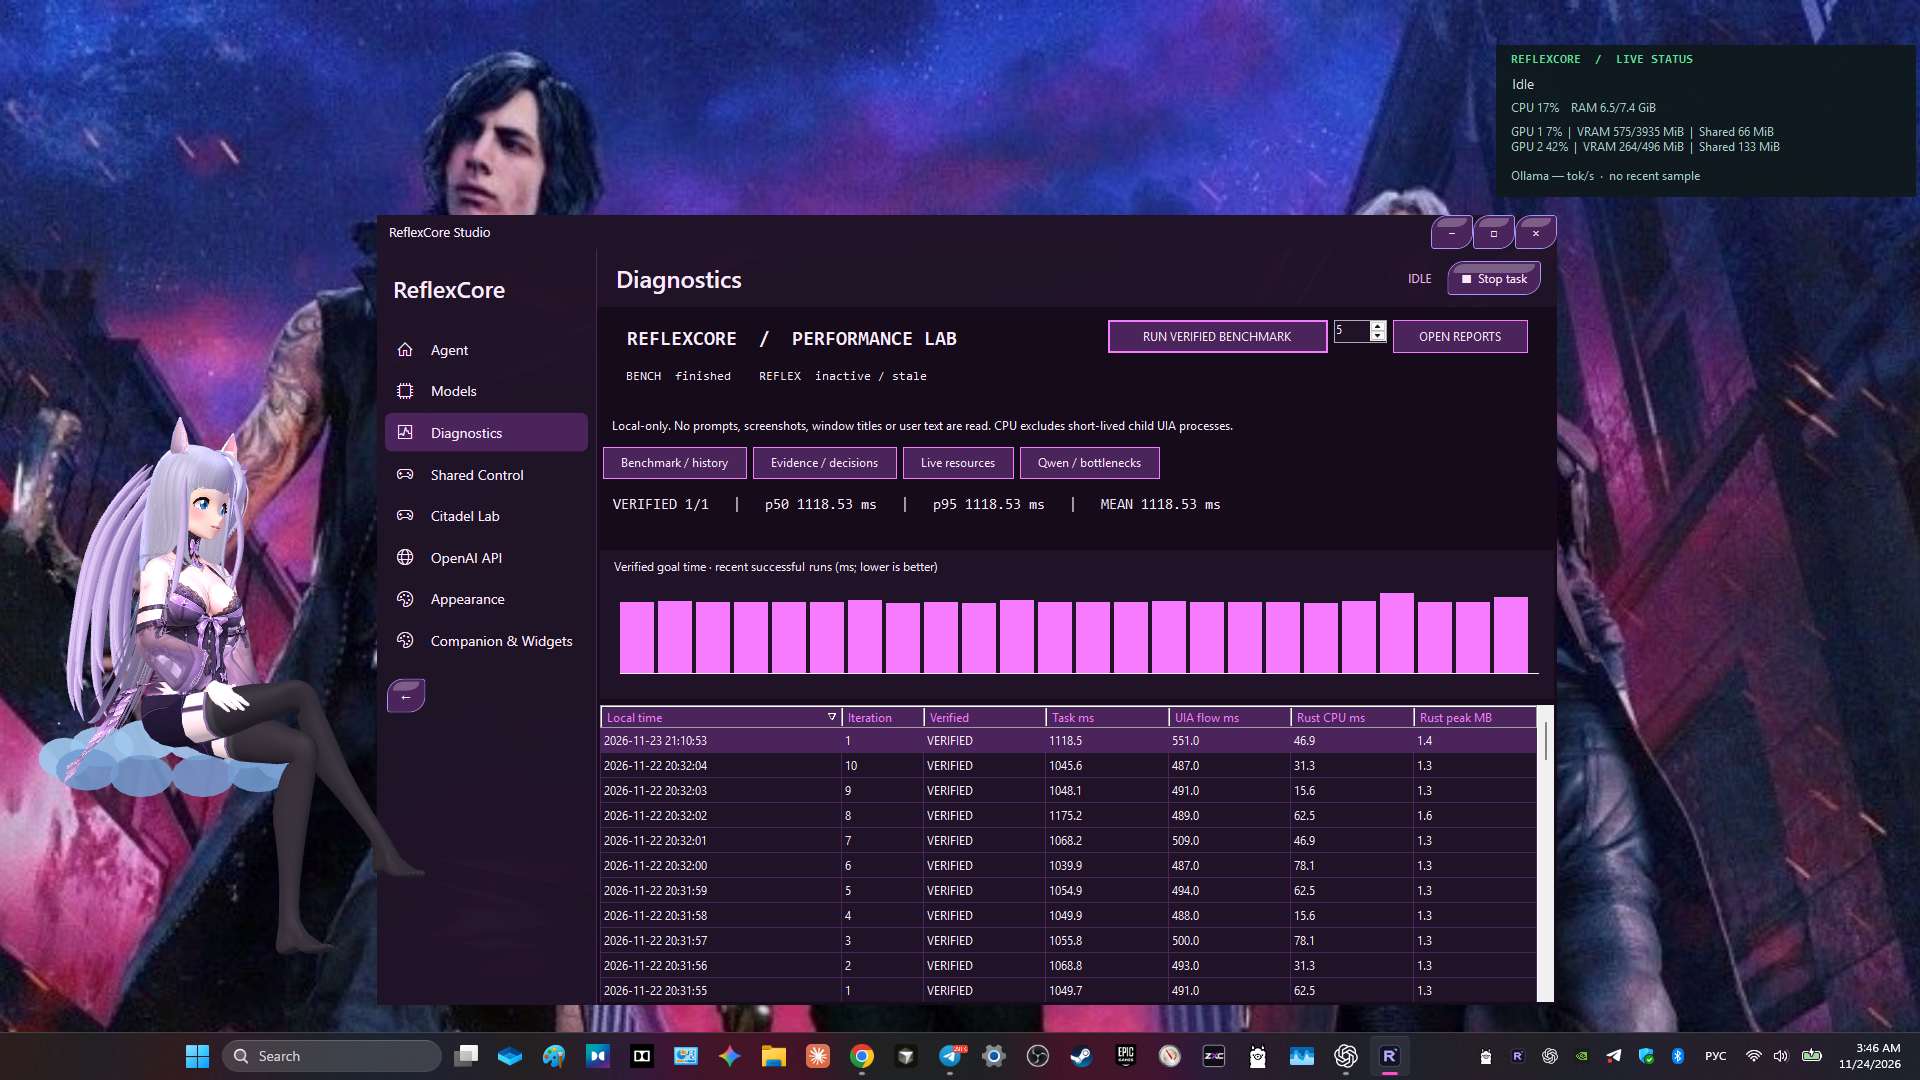 REFLEXCORE / LIVE STATUS
Idle
CPU 17% RAM 6.5/7.4 GiB
GPU 1 7% | VRAM 575/3935 MiB | Shared 66 MiB
GPU 2 42% | VRAM 264/496 MiB | Shared 133 MiB
Ollama — tok/s · no recent sample
ReflexCore Studio
ReflexCore
Agent
Models
Diagnostics
Shared Control
Citadel Lab
OpenAI API
Appearance
Companion & Widgets
Diagnostics
IDLE
Stop task
REFLEXCORE / PERFORMANCE LAB
RUN VERIFIED BENCHMARK
5
OPEN REPORTS
BENCH finished REFLEX inactive / stale
Local-only. No prompts, screenshots, window titles or user text are read. CPU excludes short-lived child UIA processes.
Benchmark / history
Evidence / decisions
Live resources
Qwen / bottlenecks
VERIFIED 1/1 | p50 1118.53 ms | p95 1118.53 ms | MEAN 1118.53 ms
Verified goal time · recent successful runs (ms; lower is better)
Local time Iteration Verified Task ms UIA flow ms Rust CPU ms Rust peak MB
2026-11-23 21:10:53 1 VERIFIED 1118.5 551.0 46.9 1.4
2026-11-22 20:32:04 10 VERIFIED 1045.6 487.0 31.3 1.3
2026-11-22 20:32:03 9 VERIFIED 1048.1 491.0 15.6 1.3
2026-11-22 20:32:02 8 VERIFIED 1175.2 489.0 62.5 1.6
2026-11-22 20:32:01 7 VERIFIED 1068.2 509.0 46.9 1.3
2026-11-22 20:32:00 6 VERIFIED 1039.9 487.0 78.1 1.3
2026-11-22 20:31:59 5 VERIFIED 1054.9 494.0 62.5 1.3
2026-11-22 20:31:58 4 VERIFIED 1049.9 488.0 15.6 1.3
2026-11-22 20:31:57 3 VERIFIED 1055.8 500.0 78.1 1.3
2026-11-22 20:31:56 2 VERIFIED 1068.8 493.0 31.3 1.3
2026-11-22 20:31:55 1 VERIFIED 1049.7 491.0 62.5 1.3
Search
EPIC
GAMES
ZXC
R
РУС
3:46 AM
11/24/2026